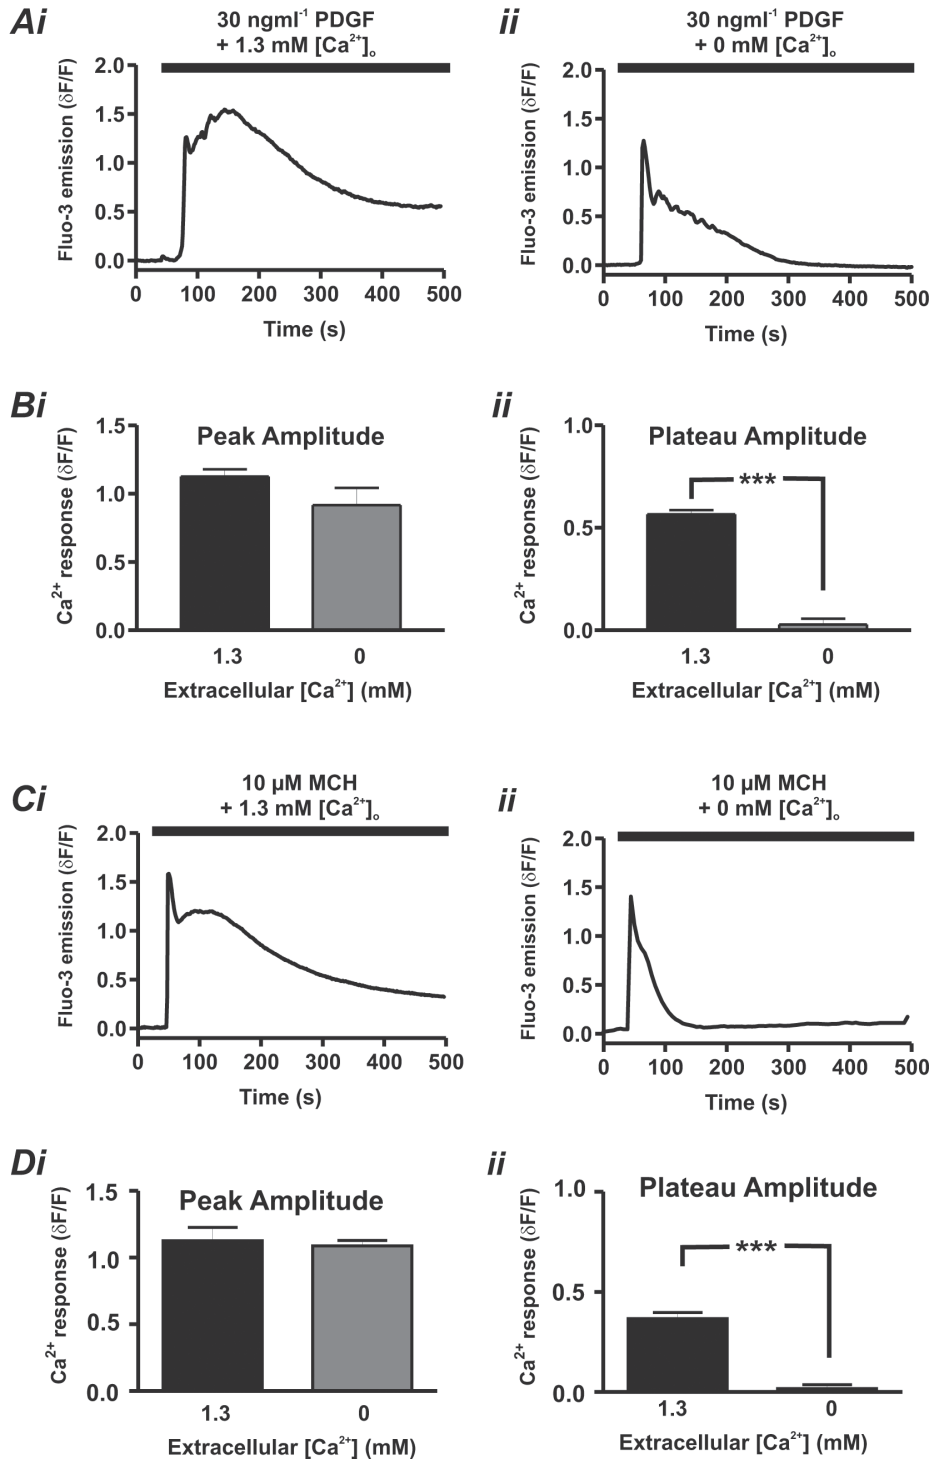 Ai
30 ngml⁻¹ PDGF
+ 1.3 mM [Ca²⁺]ₒ
Fluo-3 emission (δF/F)
2.0
1.5
1.0
0.5
0.0
0 100 200 300 400 500
Time (s)
ii
30 ngml⁻¹ PDGF
+ 0 mM [Ca²⁺]ₒ
Fluo-3 emission (δF/F)
2.0
1.5
1.0
0.5
0.0
0 100 200 300 400 500
Time (s)
Bi
Peak Amplitude
Ca²⁺ response (δF/F)
1.5
1.0
0.5
0.0
1.3 0
Extracellular [Ca²⁺] (mM)
ii
Plateau Amplitude
***
Ca²⁺ response (δF/F)
1.0
0.5
0.0
1.3 0
Extracellular [Ca²⁺] (mM)
Ci
10 µM MCH
+ 1.3 mM [Ca²⁺]ₒ
Fluo-3 emission (δF/F)
2.0
1.5
1.0
0.5
0.0
0 100 200 300 400 500
Time (s)
ii
10 µM MCH
+ 0 mM [Ca²⁺]ₒ
Fluo-3 emission (δF/F)
2.0
1.5
1.0
0.5
0.0
0 100 200 300 400 500
Time (s)
Di
Peak Amplitude
Ca²⁺ response (δF/F)
1.5
1.0
0.5
0.0
1.3 0
Extracellular [Ca²⁺] (mM)
ii
Plateau Amplitude
***
Ca²⁺ response (δF/F)
1.0
0.5
0.0
1.3 0
Extracellular [Ca²⁺] (mM)